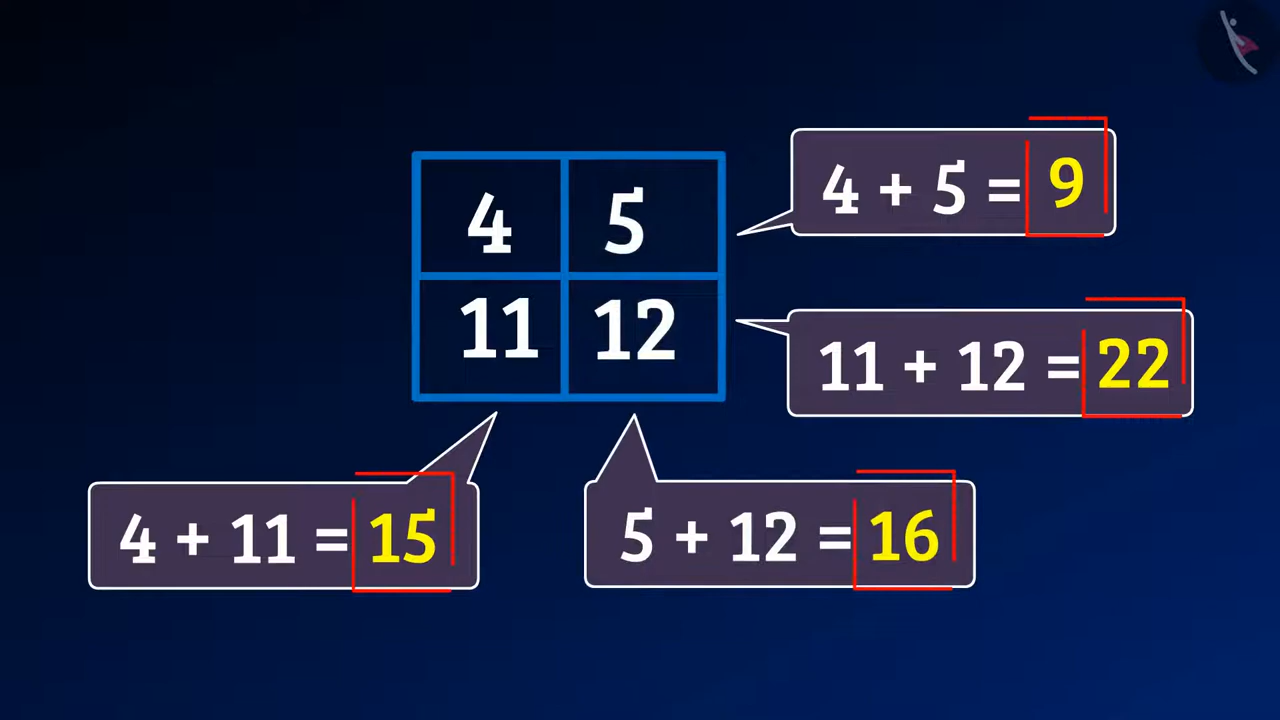 4 5
4 + 5 = 9
11 12
11 + 12 = 22
4 + 11 = 15
5 + 12 = 16